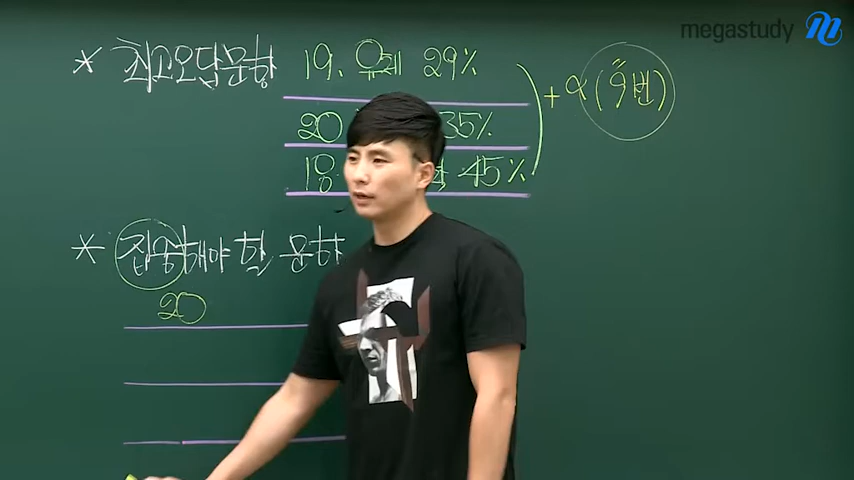 megastudy
* 최고오답문항 19. 유제 29%
20 35%
18. 45%
+α ("9번)
* 집중해야 할 문항
20